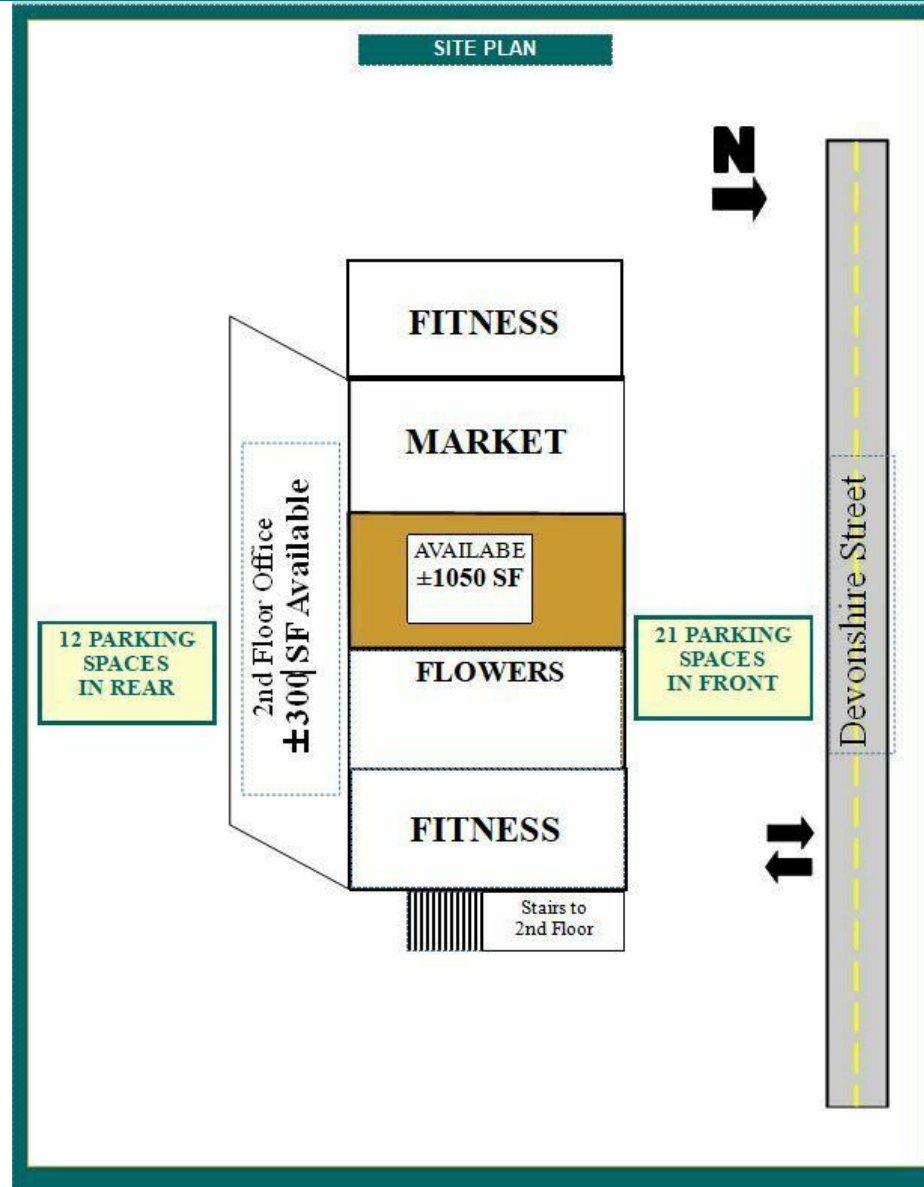 SITE PLAN
N
FITNESS
MARKET
AVAILABE
±1050 SF
2nd Floor Office
±300 SF Available
12 PARKING
SPACES
IN REAR
FLOWERS
21 PARKING
SPACES
IN FRONT
Devonshire Street
FITNESS
Stairs to
2nd Floor